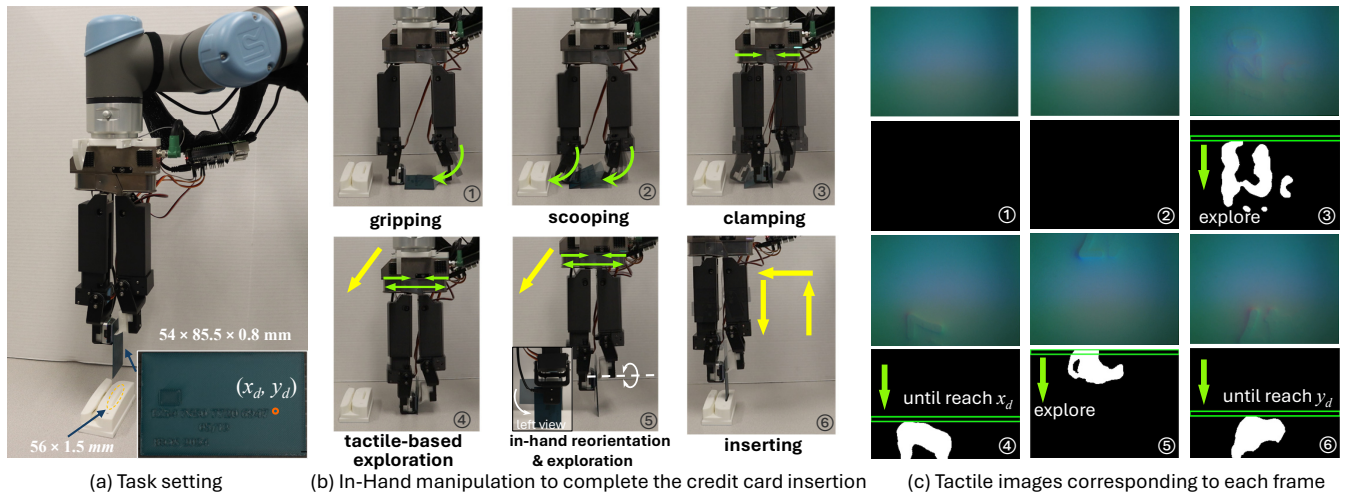 54 × 85.5 × 0.8 mm
(x_d, y_d)
56 × 1.5 mm
(a) Task setting
①
gripping
②
scooping
③
clamping
④
tactile-based
exploration
left view
⑤
in-hand reorientation
& exploration
⑥
inserting
(b) In-Hand manipulation to complete the credit card insertion
①
②
explore
③
until reach x_d
④
explore
⑤
until reach y_d
⑥
(c) Tactile images corresponding to each frame